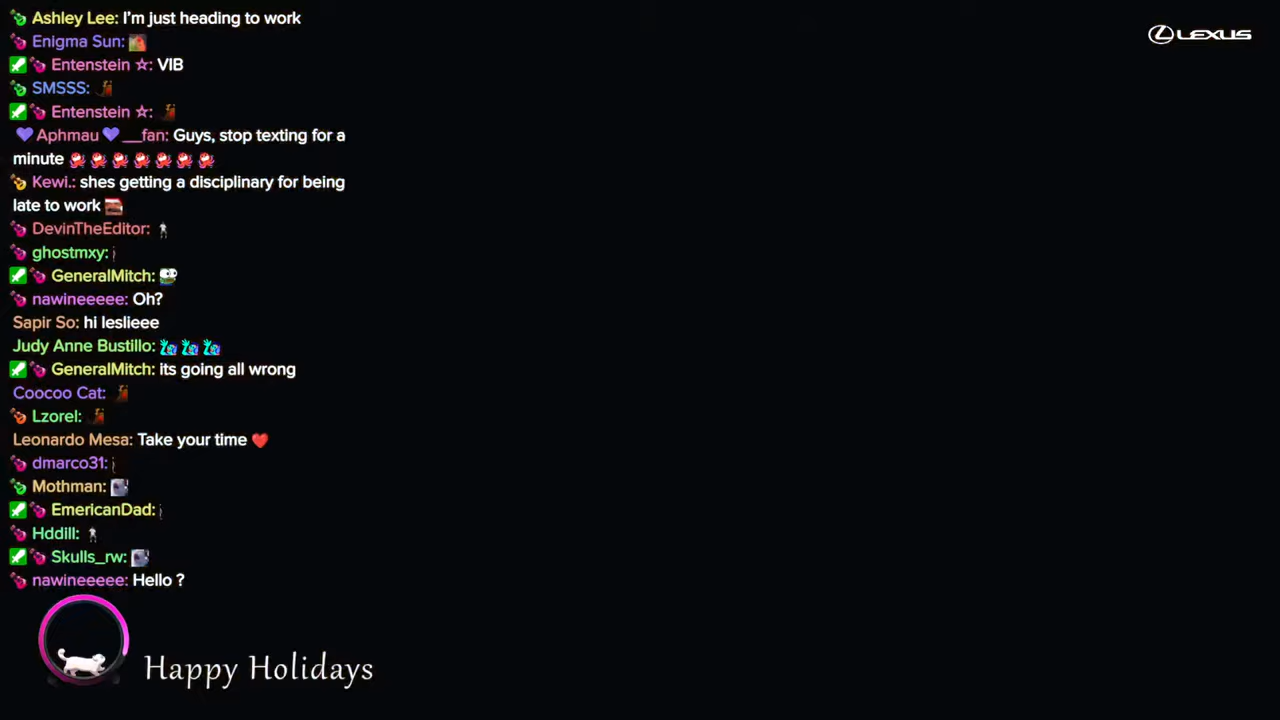 Ashley Lee: I'm just heading to work
LEXUS
Enigma Sun:
Entenstein ☆: VIB
SMSSS:
Entenstein ☆:
💜Aphmau💜__fan: Guys, stop texting for a
minute
Kewi.: shes getting a disciplinary for being
late to work
DevinTheEditor:
ghostmxy:
GeneralMitch:
nawineeeee: Oh?
Sapir So: hi leslieee
Judy Anne Bustillo:
GeneralMitch: its going all wrong
Coocoo Cat:
Lzorel:
Leonardo Mesa: Take your time ❤️
dmarco31:
Mothman:
EmericanDad:
Hddill:
Skulls_rw:
nawineeeee: Hello ?
Happy Holidays